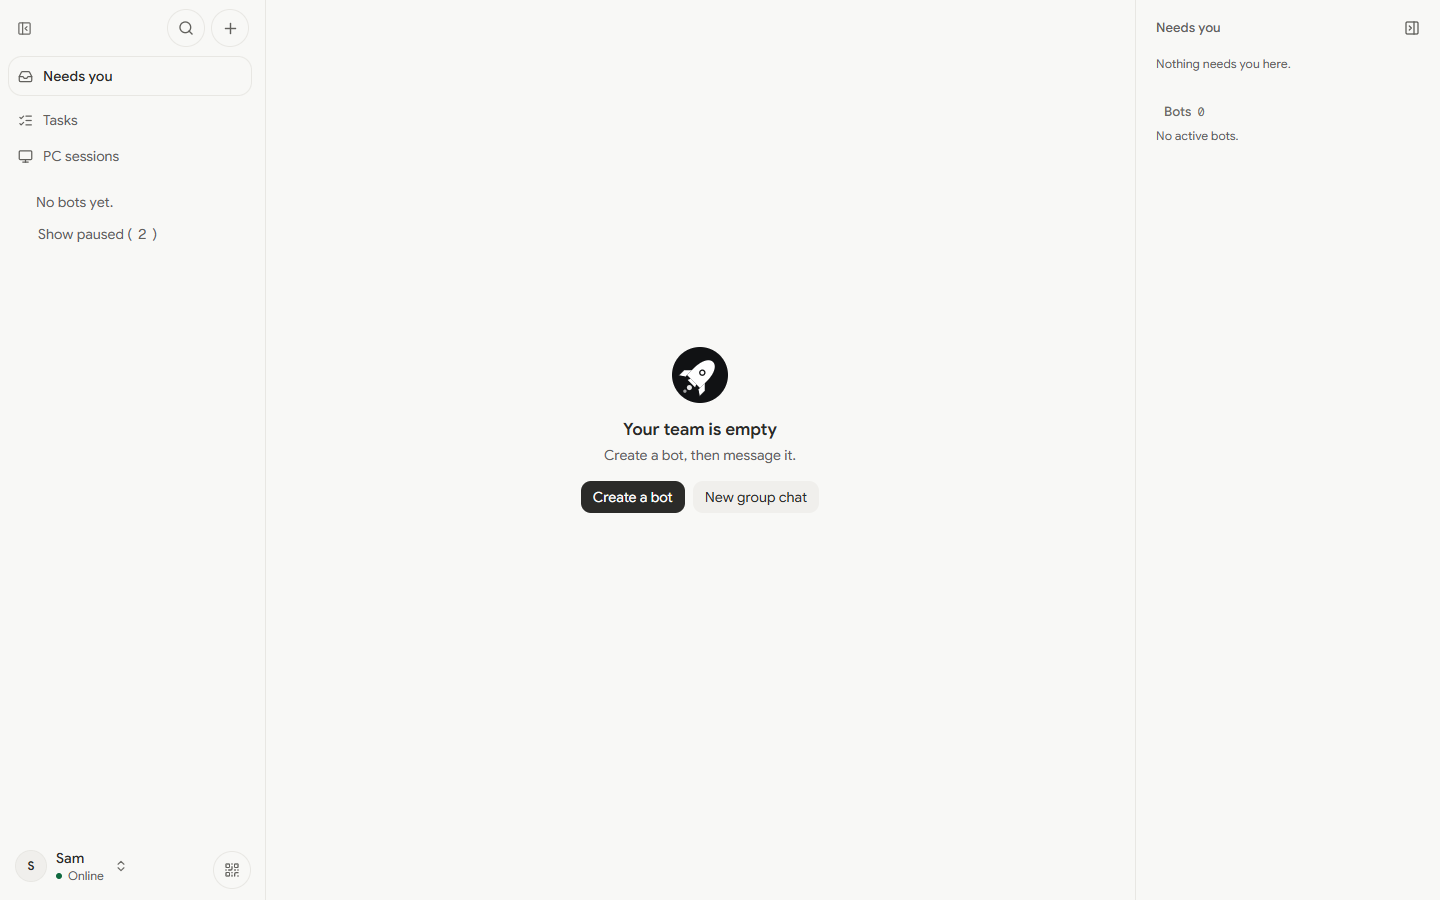 Needs you
Tasks
PC sessions
No bots yet.
Show paused ( 2 )
S
Sam
Online
Your team is empty
Create a bot, then message it.
Create a bot
New group chat
Needs you
Nothing needs you here.
Bots 0
No active bots.